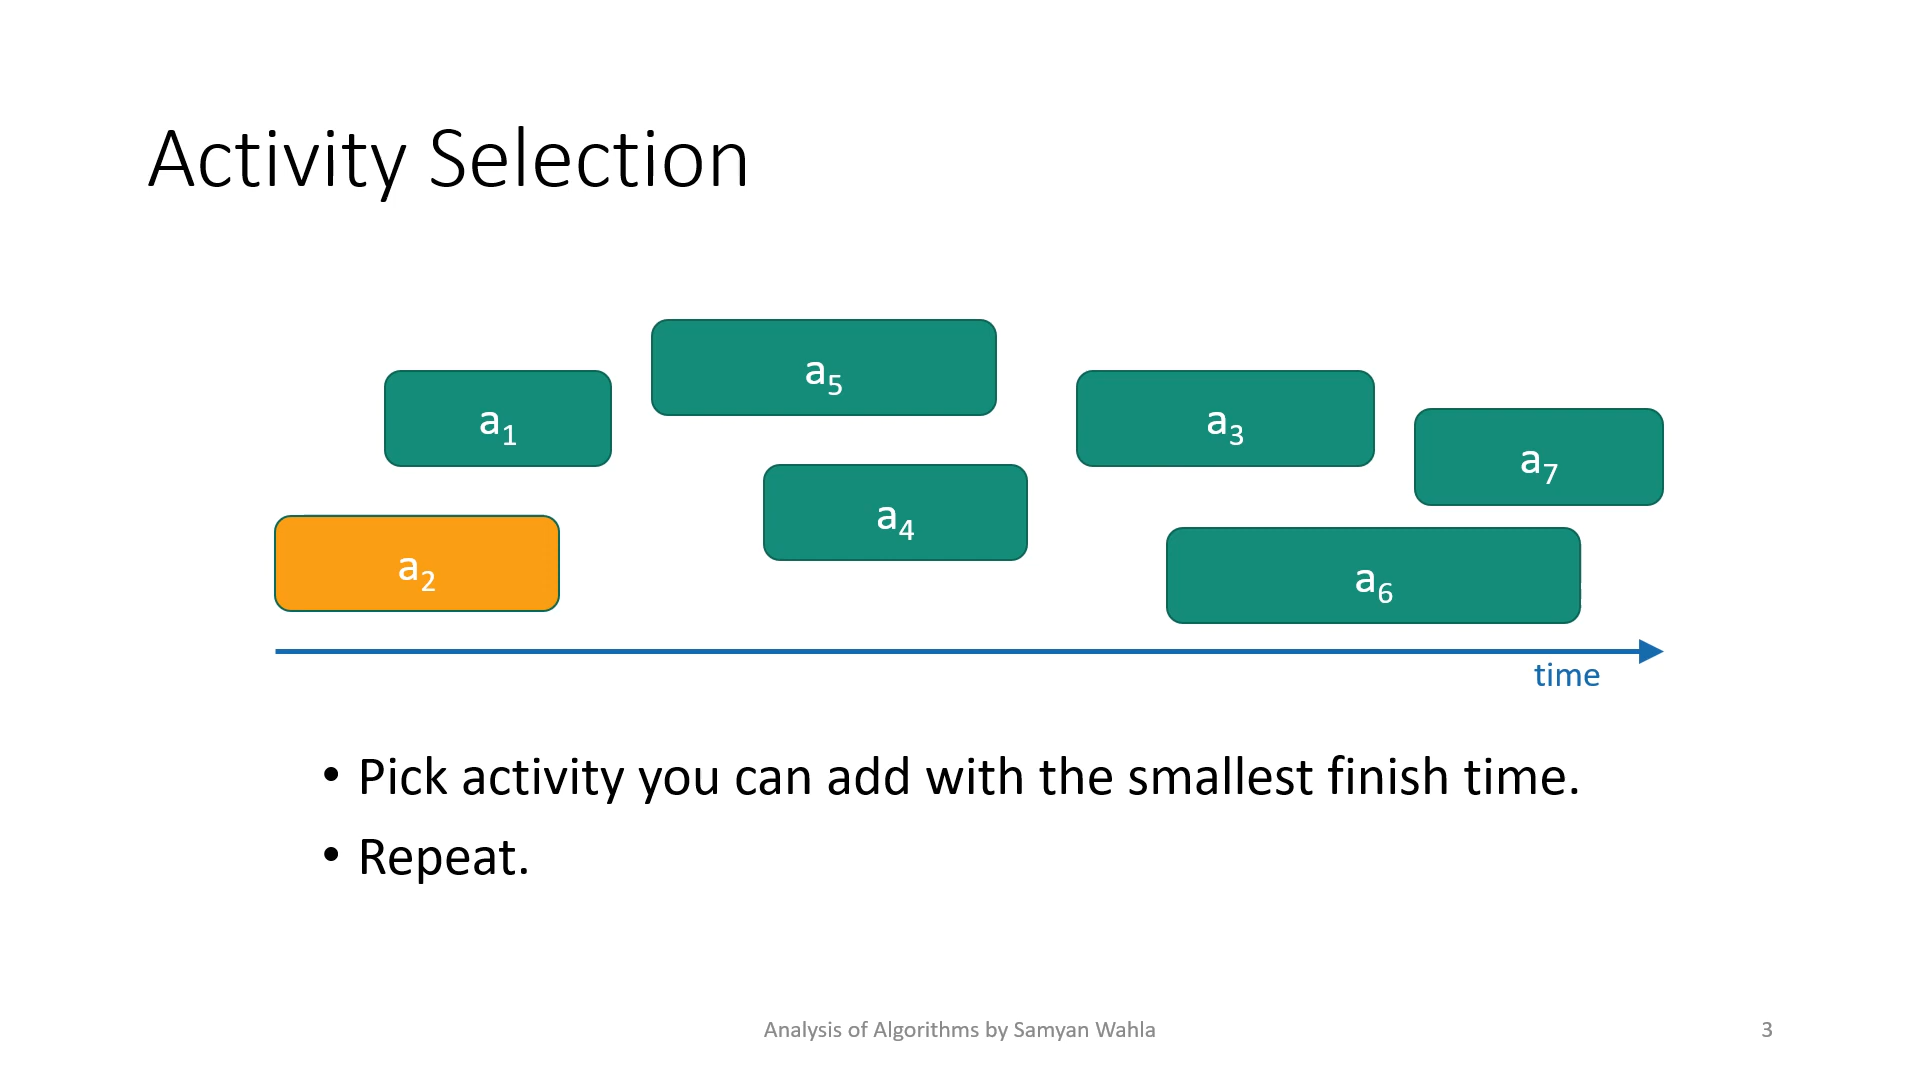 Activity Selection
a5
a1
a3
a7
a4
a2
a6
time
• Pick activity you can add with the smallest finish time.
• Repeat.
Analysis of Algorithms by Samyan Wahla
3